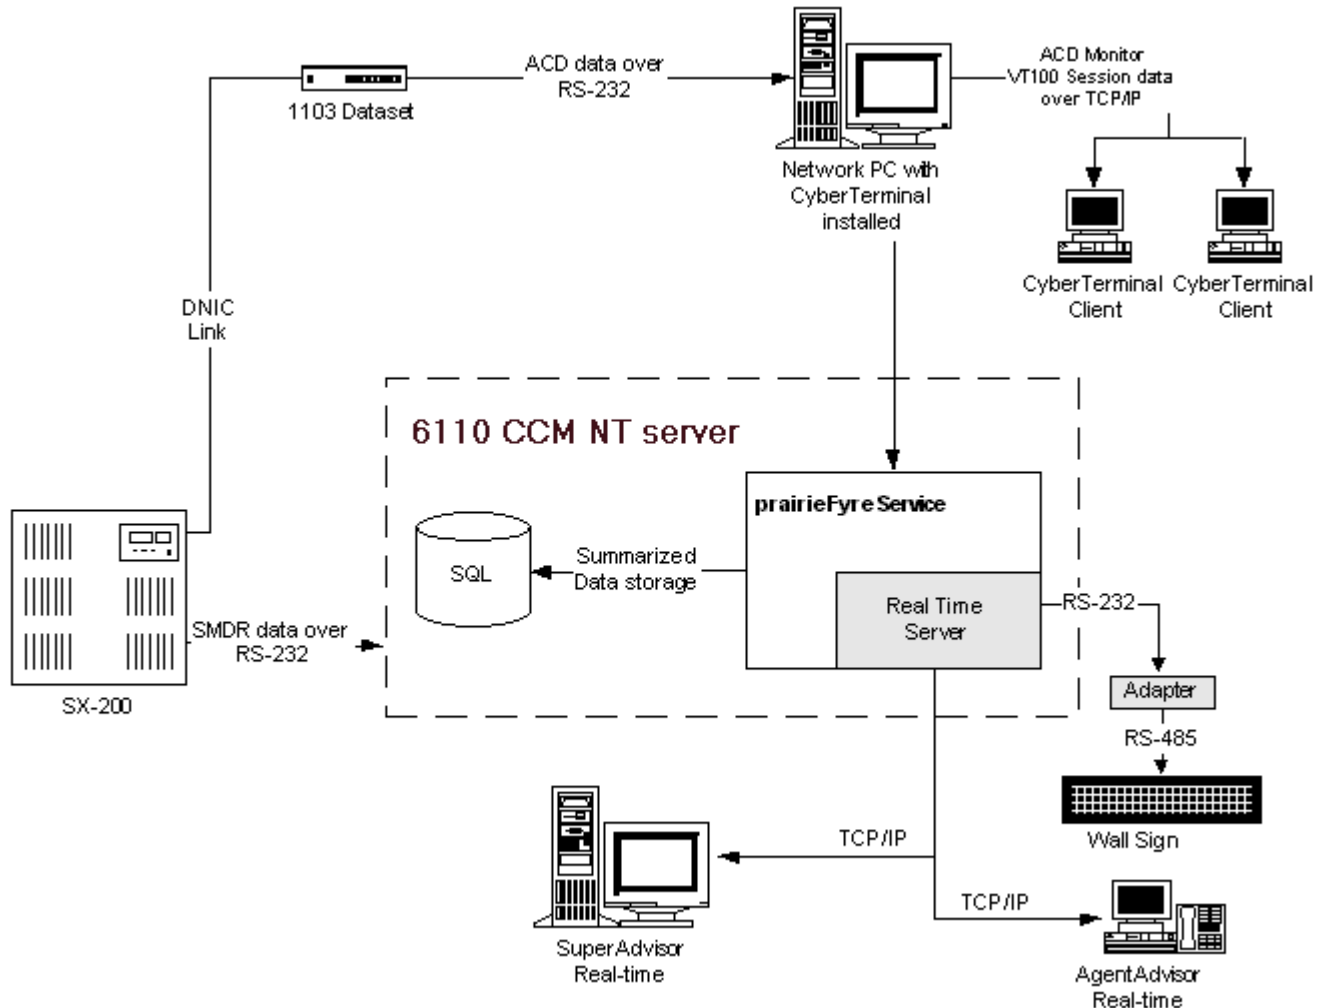 ACD data over
RS-232
1103 Dataset
ACD Monitor
VT100 Session data
over TCP/IP
Network PC with
CyberTerminal
installed
CyberTerminal
Client
CyberTerminal
Client
DNIC
Link
6110 CCM NT server
prairieFyre Service
SQL
Summarized
Data storage
Real Time
Server
RS-232
SMDR data over
RS-232
SX-200
Adapter
RS-485
Wall Sign
TCP/IP
TCP/IP
SuperAdvisor
Real-time
AgentAdvisor
Real-time